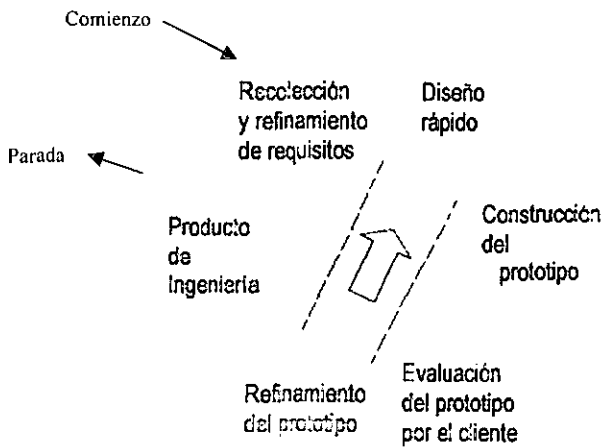 Comienzo
Recolección
y refinamiento
de requisitos
Diseño
rápido
Parada
Producto
de
Ingeniería
Construcción
del
prototipo
Refinamiento
del prototipo
Evaluación
del prototipo
por el cliente